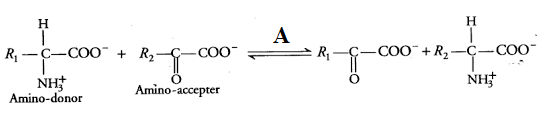 H
H
A
R₁—C—COO⁻ + R₂—C—COO⁻ R₁—C—COO⁻ + R₂—C—COO⁻
NH₃⁺
O
O
NH₃⁺
Amino-donor
Amino-accepter